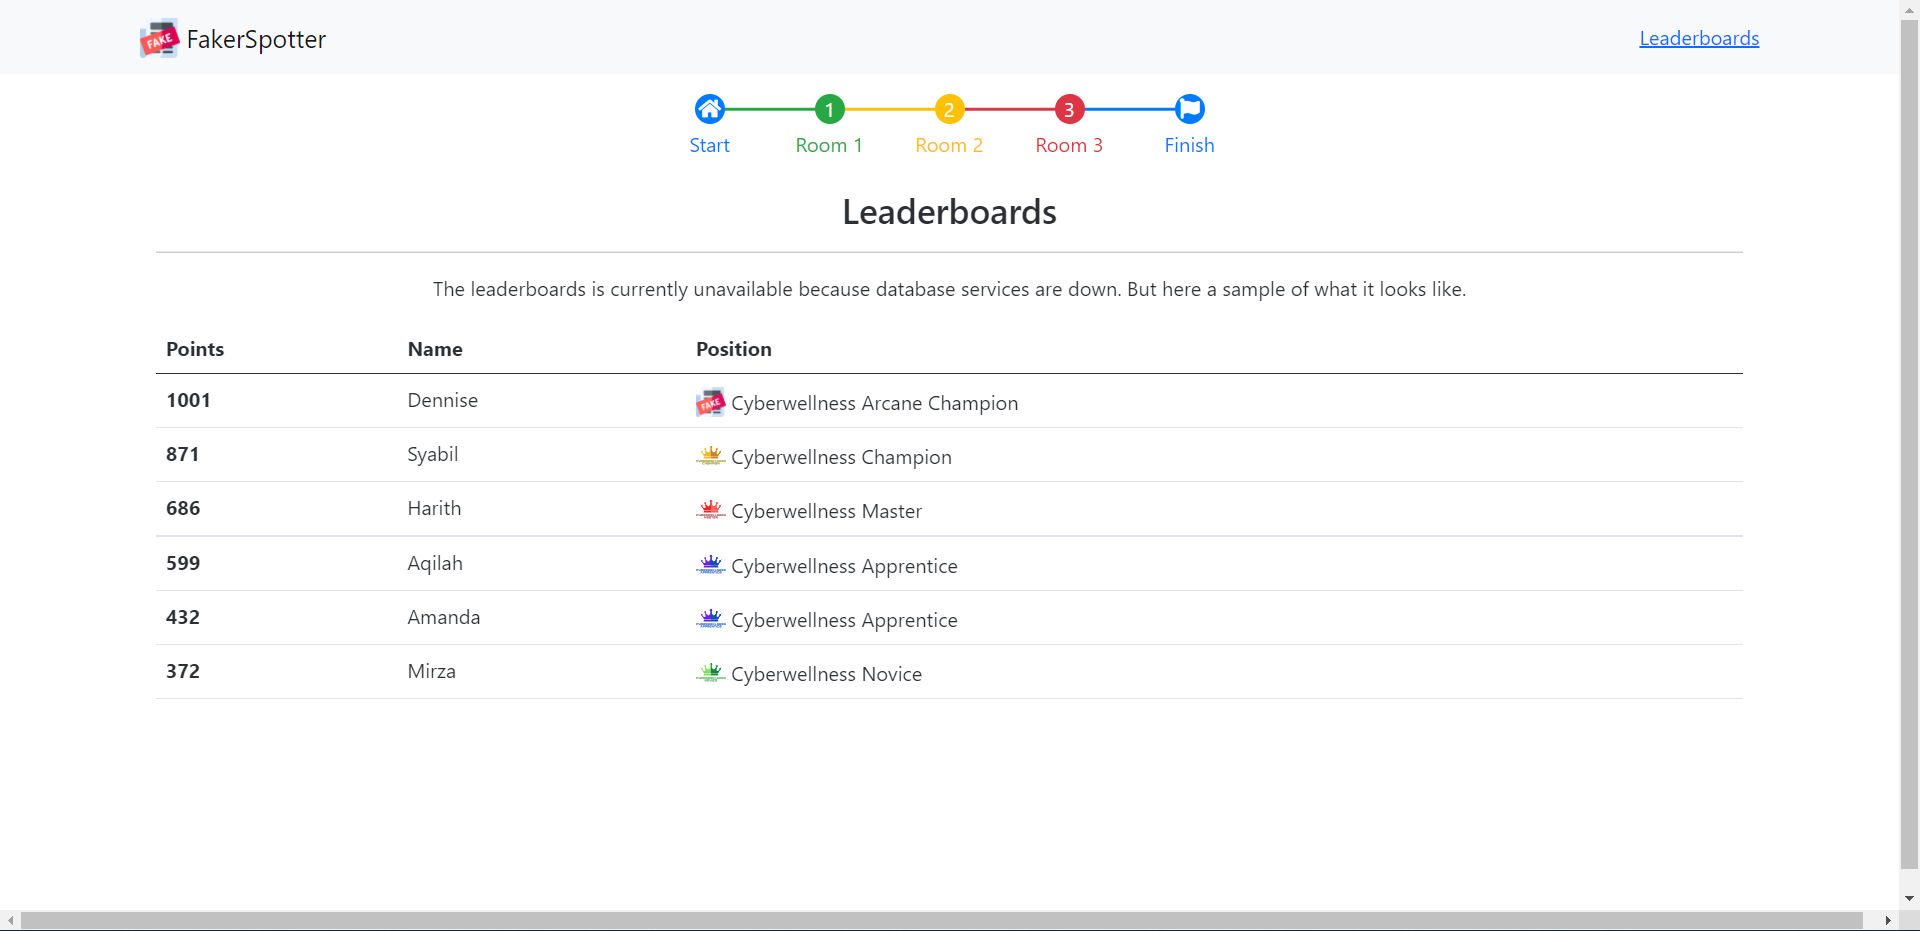 FAKE FakerSpotter Leaderboards
1 2 3
Start Room 1 Room 2 Room 3 Finish
Leaderboards
The leaderboards is currently unavailable because database services are down. But here a sample of what it looks like.
Points Name Position
1001 Dennise FAKE Cyberwellness Arcane Champion
871 Syabil Cyberwellness Champion
686 Harith Cyberwellness Master
599 Aqilah Cyberwellness Apprentice
432 Amanda Cyberwellness Apprentice
372 Mirza Cyberwellness Novice